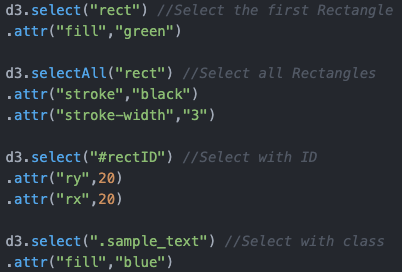 d3.select("rect") //Select the first Rectangle
.attr("fill","green")
d3.selectAll("rect") //Select all Rectangles
.attr("stroke","black")
.attr("stroke-width","3")
d3.select("#rectID") //Select with ID
.attr("ry",20)
.attr("rx",20)
d3.select(".sample_text") //Select with class
.attr("fill","blue")